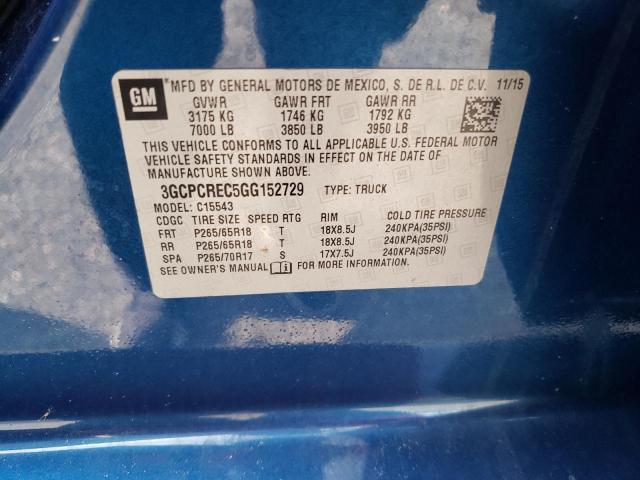 GM
*MFD BY GENERAL MOTORS DE MEXICO, S. DE R.L. DE C.V. 11/15
GVWR GAWR FRT GAWR RR
3175 KG 1746 KG 1792 KG
7000 LB 3850 LB 3950 LB
THIS VEHICLE CONFORMS TO ALL APPLICABLE U.S. FEDERAL MOTOR
VEHICLE SAFETY STANDARDS IN EFFECT ON THE DATE OF
MANUFACTURE SHOWN ABOVE.
3GCPCREC5GG152729 TYPE: TRUCK
MODEL: C15543
CDGC TIRE SIZE SPEED RTG RIM COLD TIRE PRESSURE
FRT P265/65R18 T 18X8.5J 240KPA(35PSI)
RR P265/65R18 T 18X8.5J 240KPA(35PSI)
SPA P265/70R17 S 17X7.5J 240KPA(35PSI)
SEE OWNER'S MANUAL FOR MORE INFORMATION.